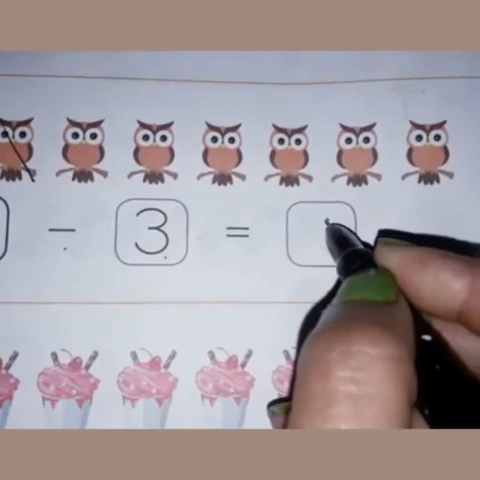 - 3 =